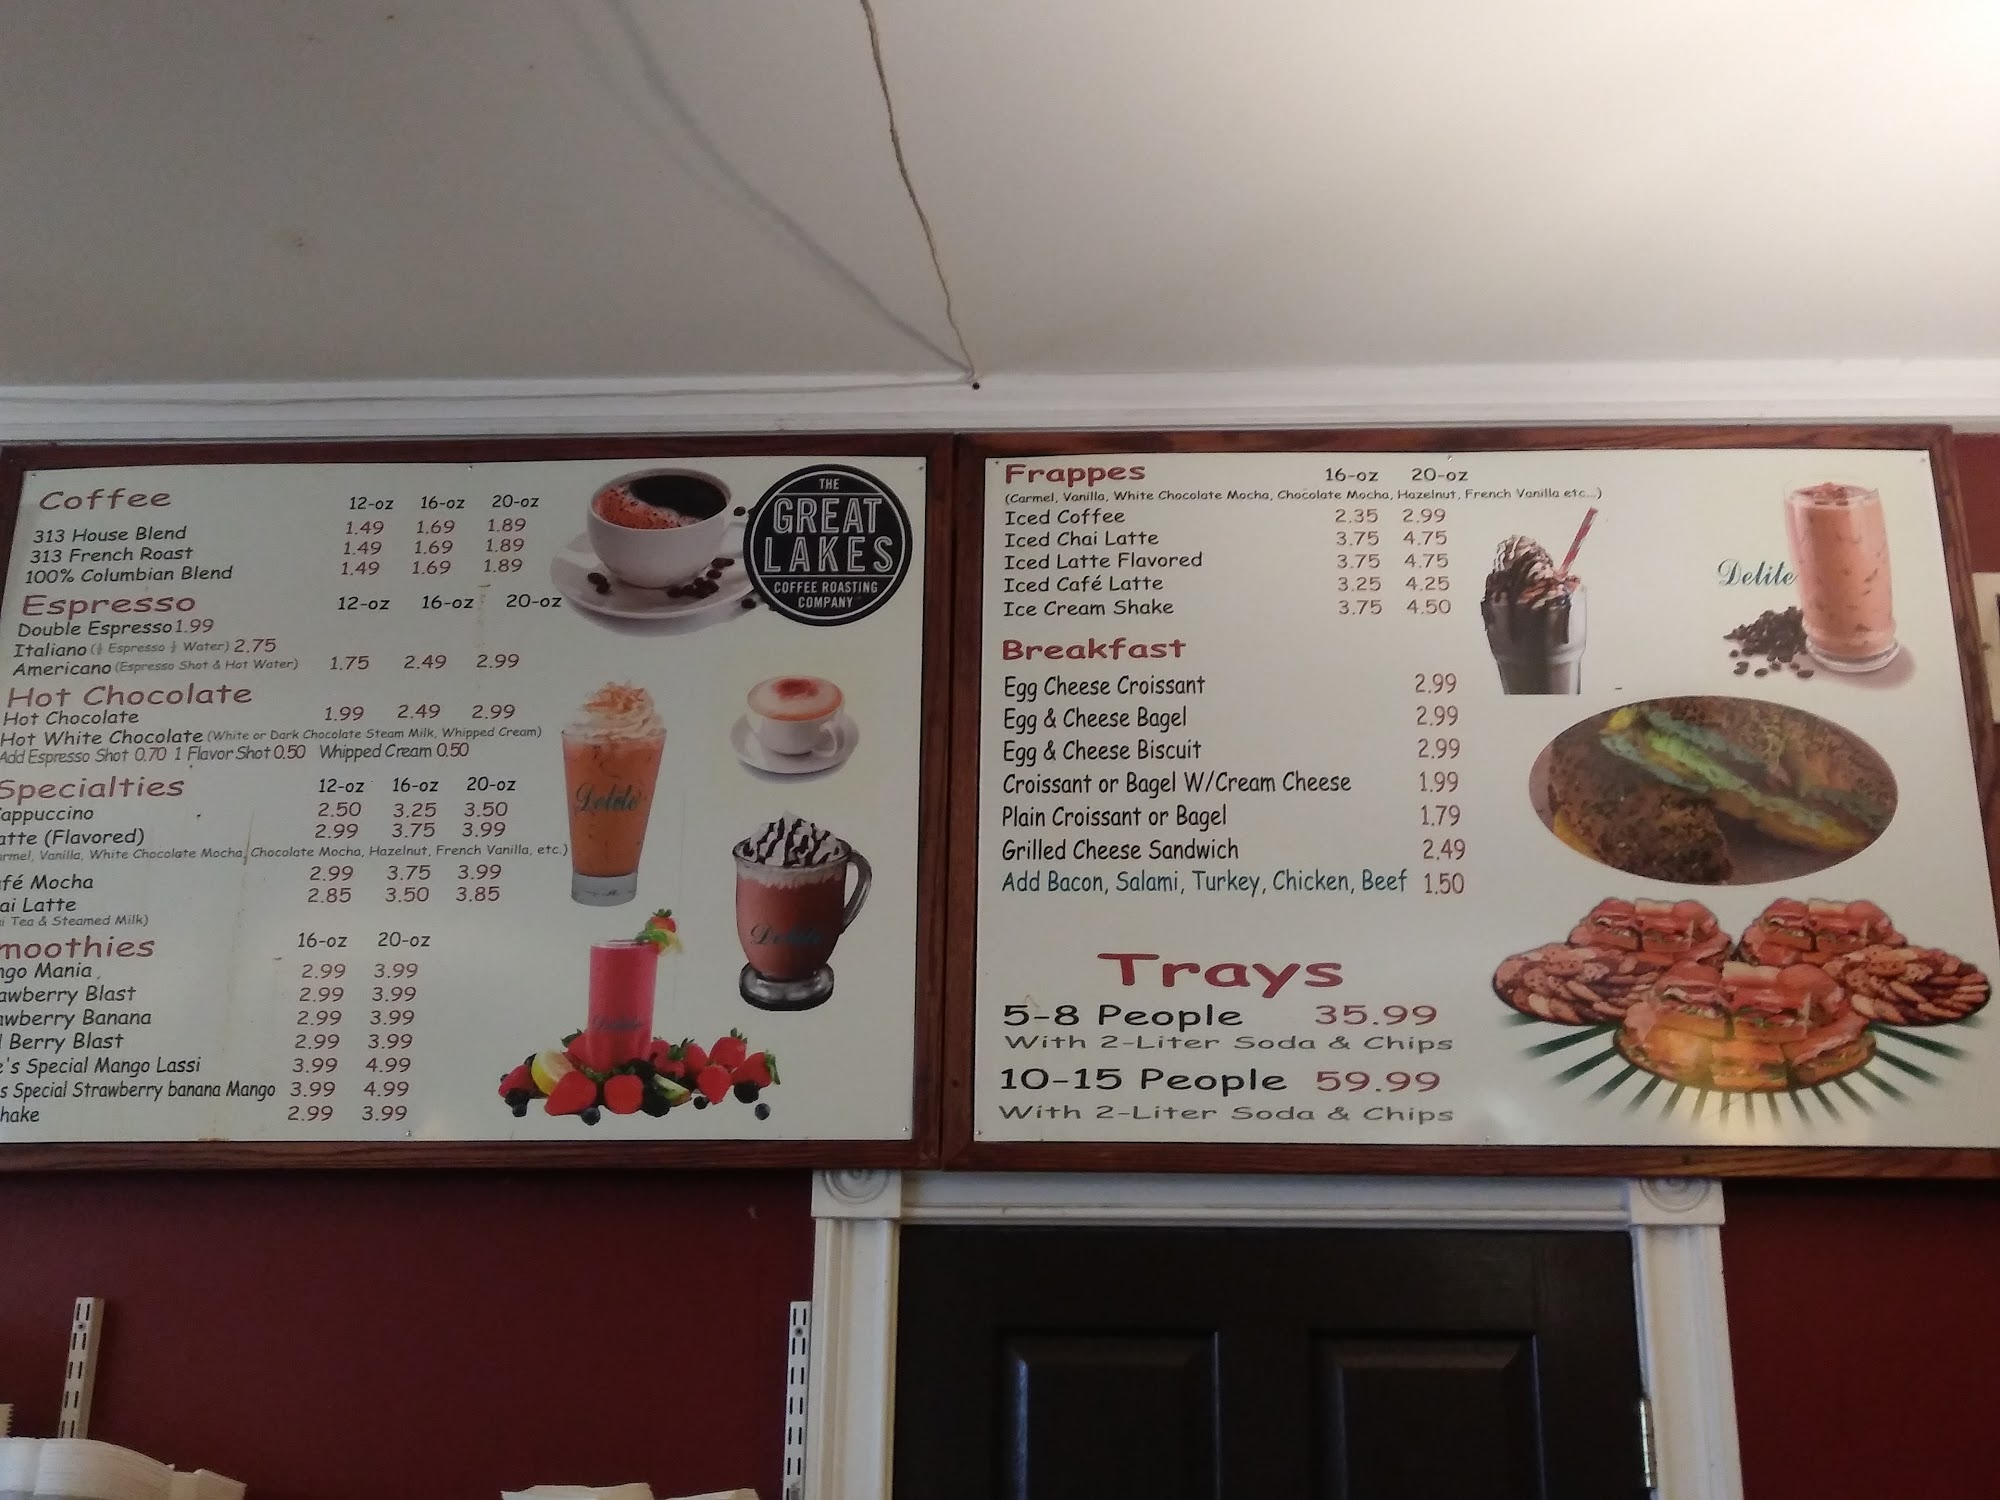 Coffee 12-oz 16-oz 20-oz
313 House Blend 1.49 1.69 1.89
313 French Roast 1.49 1.69 1.89
100% Columbian Blend 1.49 1.69 1.89
Espresso 12-oz 16-oz 20-oz
Double Espresso 1.99
Italiano (½ Espresso ½ Water) 2.75
Americano (Espresso Shot & Hot Water) 1.75 2.49 2.99
Hot Chocolate
Hot Chocolate 1.99 2.49 2.99
Hot White Chocolate (White or Dark Chocolate Steam Milk, Whipped Cream)
Add Espresso Shot 0.70 1 Flavor Shot 0.50 Whipped Cream 0.50
Specialties 12-oz 16-oz 20-oz
appuccino 2.50 3.25 3.50
atte (Flavored) 2.99 3.75 3.99
armel, Vanilla, White Chocolate Mocha, Chocolate Mocha, Hazelnut, French Vanilla, etc.)
fé Mocha 2.99 3.75 3.99
ai Latte 2.85 3.50 3.85
i Tea & Steamed Milk)
moothies 16-oz 20-oz
ngo Mania 2.99 3.99
awberry Blast 2.99 3.99
awberry Banana 2.99 3.99
l Berry Blast 2.99 3.99
e's Special Mango Lassi 3.99 4.99
s Special Strawberry banana Mango 3.99 4.99
hake 2.99 3.99
THE
GREAT
LAKES
COFFEE ROASTING
COMPANY
Delite
Delite
Frappes 16-oz 20-oz
(Carmel, Vanilla, White Chocolate Mocha, Chocolate Mocha, Hazelnut, French Vanilla etc...)
Iced Coffee 2.35 2.99
Iced Chai Latte 3.75 4.75
Iced Latte Flavored 3.75 4.75
Iced Café Latte 3.25 4.25
Ice Cream Shake 3.75 4.50
Delite
Breakfast
Egg Cheese Croissant 2.99
Egg & Cheese Bagel 2.99
Egg & Cheese Biscuit 2.99
Croissant or Bagel W/Cream Cheese 1.99
Plain Croissant or Bagel 1.79
Grilled Cheese Sandwich 2.49
Add Bacon, Salami, Turkey, Chicken, Beef 1.50
Trays
5-8 People 35.99
With 2-Liter Soda & Chips
10-15 People 59.99
With 2-Liter Soda & Chips